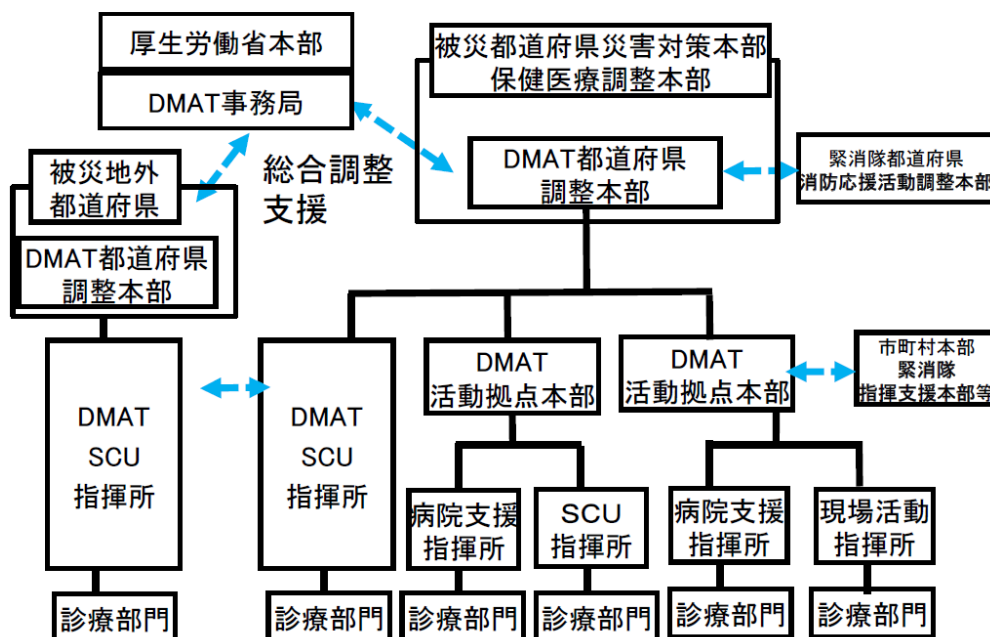 厚生労働省本部
DMAT事務局
被災都道府県災害対策本部
保健医療調整本部
DMAT都道府県
調整本部
緊消隊都道府県
消防応援活動調整本部
総合調整
支援
被災地外
都道府県
DMAT都道府県
調整本部
DMAT
SCU
指揮所
DMAT
SCU
指揮所
DMAT
活動拠点本部
DMAT
活動拠点本部
市町村本部
緊消隊
指揮支援本部等
病院支援
指揮所
SCU
指揮所
病院支援
指揮所
現場活動
指揮所
診療部門
診療部門
診療部門
診療部門
診療部門
診療部門